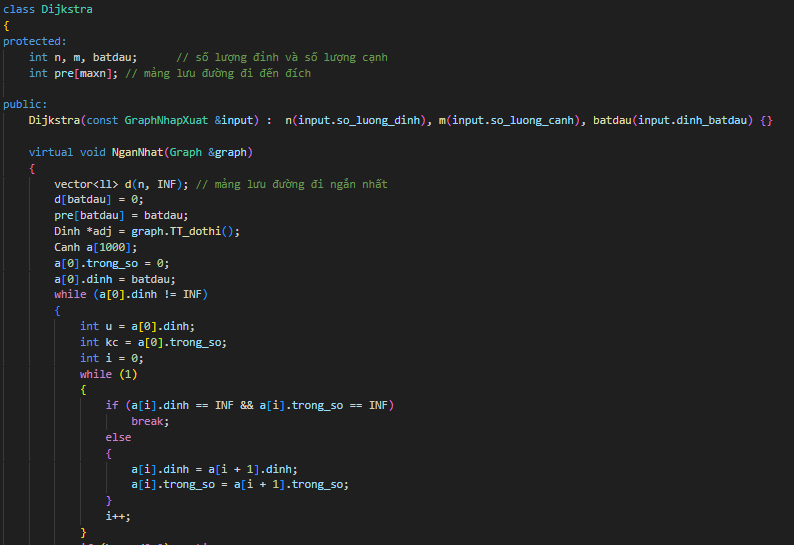 class Dijkstra
{
protected:
    int n, m, batdau;      // số lượng đỉnh và số lượng cạnh
    int pre[maxn]; // mảng lưu đường đi đến đích

public:
    Dijkstra(const GraphNhapXuat &input) :  n(input.so_luong_dinh), m(input.so_luong_canh), batdau(input.dinh_batdau) {}

    virtual void NganNhat(Graph &graph)
    {
        vector<ll> d(n, INF); // mảng lưu đường đi ngắn nhất
        d[batdau] = 0;
        pre[batdau] = batdau;
        Dinh *adj = graph.TT_dothi();
        Canh a[1000];
        a[0].trong_so = 0;
        a[0].dinh = batdau;
        while (a[0].dinh != INF)
        {
            int u = a[0].dinh;
            int kc = a[0].trong_so;
            int i = 0;
            while (1)
            {
                if (a[i].dinh == INF && a[i].trong_so == INF)
                    break;
                else
                {
                    a[i].dinh = a[i + 1].dinh;
                    a[i].trong_so = a[i + 1].trong_so;
                }
                i++;
            }